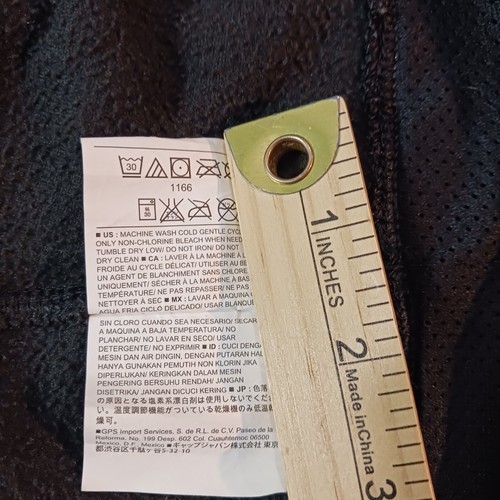 30
1166
30
■ US : MACHINE WASH COLD GENTLE CYC
ONLY NON-CHLORINE BLEACH WHEN NEED
TUMBLE DRY LOW/ DO NOT IRON/ DO NOT
DRY CLEAN ■ CA : LAVER À LA MACHINE À
FROIDE AU CYCLE DÉLICAT/ UTILISER AU BE
UN AGENT DE BLANCHIMENT SANS CHLORE
UNIQUEMENT/ SÉCHER À LA MACHINE À
TEMPÉRATURE/ NE PAS REPASSER/ NE PAS
NETTOYER À SEC ■ MX : LAVAR A MAQUINA
AGUA FRIA CICLO DELICADO/ USAR BLANQU
SIN CLORO CUANDO SEA NECESARIO/ SECAR
A MAQUINA A BAJA TEMPERATURA/ NO
PLANCHAR/ NO LAVAR EN SECO/ USAR
DETERGENTE/ NO EXPRIMIR ■ ID : CUCI DENGA
MESIN DAN AIR DINGIN, DENGAN PUTARAN HAL
HANYA GUNAKAN PEMUTIH NON KLORIN JIKA
DIPERLUKAN/ KERINGKAN DALAM MESIN
PENGERING BERSUHU RENDAH/ JANGAN
DISETRIKA/ JANGAN DICUCI KERING ■ JP : 色落
の原因となる塩素系漂白剤は使用しないでくださ
い。温度調節機能がついている乾燥機のみ低温乾
燥可。
■GPS Import Services, S. de R.L. de C.V. Paseo de la
Reforma, No. 199 Desp. 602 Col. Cuauhtemoc 06500
Mexico, D.F., Mexico ■ギャップジャパン株式会社 東京
都渋谷区千駄ヶ谷5-32-10
1 INCHES
2 Made in China
3